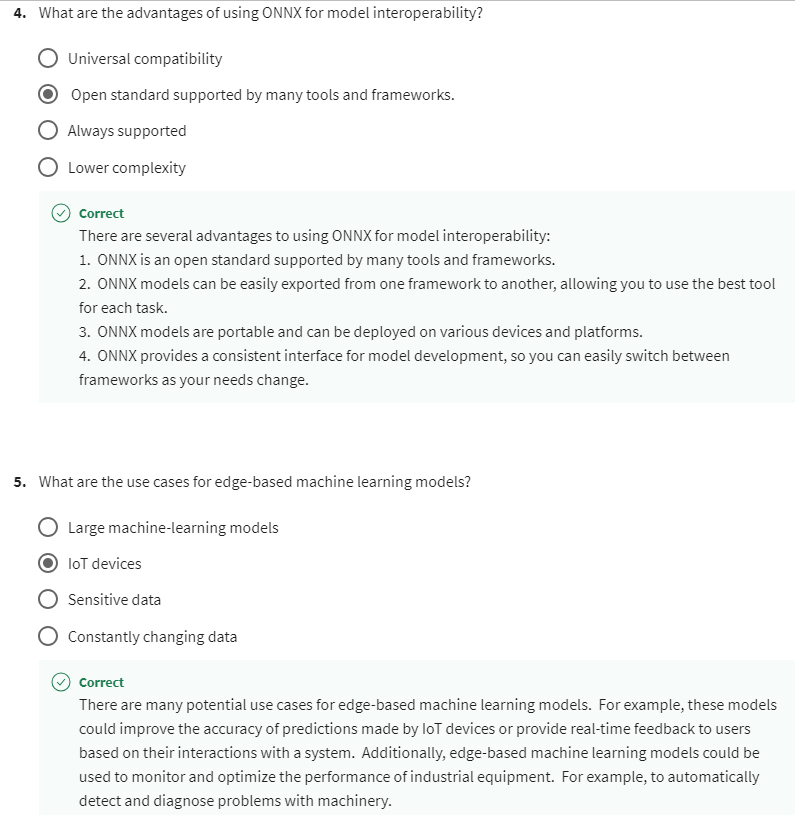 4. What are the advantages of using ONNX for model interoperability?
Universal compatibility
Open standard supported by many tools and frameworks.
Always supported
Lower complexity
Correct
There are several advantages to using ONNX for model interoperability:
1. ONNX is an open standard supported by many tools and frameworks.
2. ONNX models can be easily exported from one framework to another, allowing you to use the best tool
for each task.
3. ONNX models are portable and can be deployed on various devices and platforms.
4. ONNX provides a consistent interface for model development, so you can easily switch between
frameworks as your needs change.
5. What are the use cases for edge-based machine learning models?
Large machine-learning models
IoT devices
Sensitive data
Constantly changing data
Correct
There are many potential use cases for edge-based machine learning models. For example, these models
could improve the accuracy of predictions made by IoT devices or provide real-time feedback to users
based on their interactions with a system. Additionally, edge-based machine learning models could be
used to monitor and optimize the performance of industrial equipment. For example, to automatically
detect and diagnose problems with machinery.